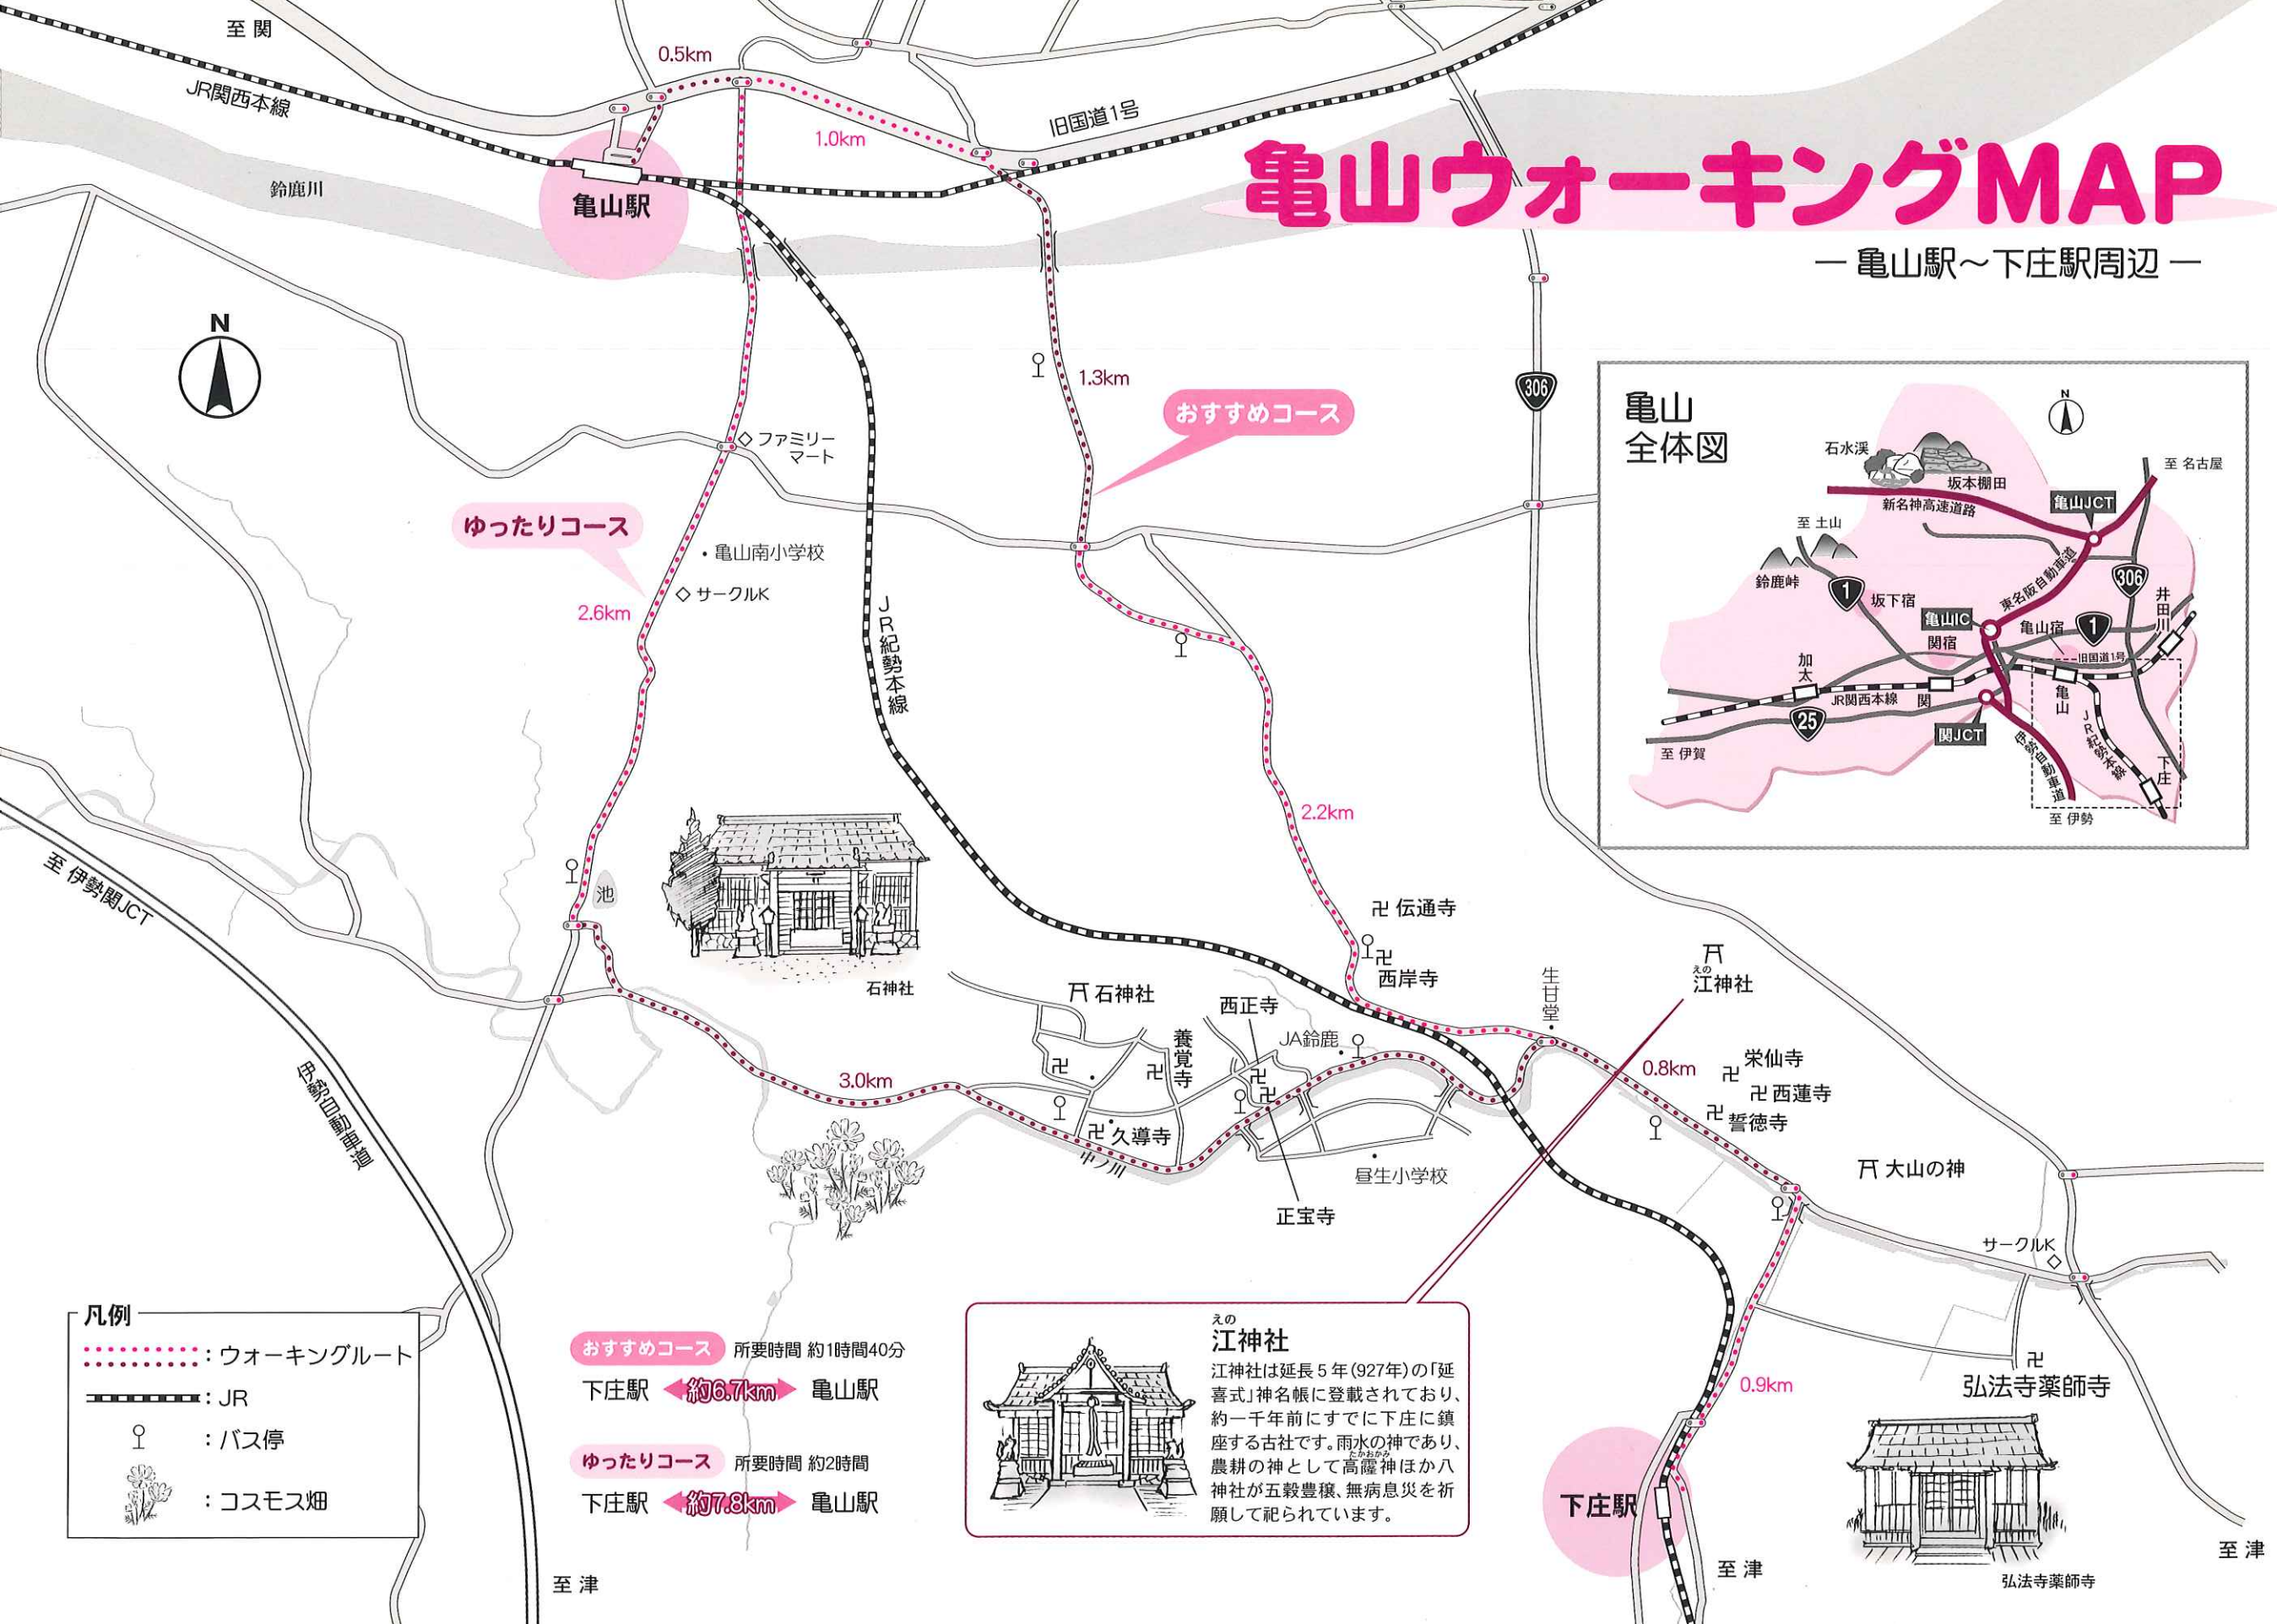 亀山ウォーキングMAP
― 亀山駅～下庄駅周辺 ―
至 関
JR関西本線
鈴鹿川
0.5km
1.0km
旧国道1号
亀山駅
N
1.3km
おすすめコース
306
ファミリー
マート
ゆったりコース
亀山南小学校
サークルK
2.6km
JR紀勢本線
2.2km
池
至 伊勢関JCT
伊勢自動車道
石神社
石神社
卍 伝通寺
卍
西岸寺
西正寺
JA鈴鹿
養覚寺
卍
卍
卍
卍
卍 久導寺
中ノ川
3.0km
昼生小学校
正宝寺
生甘堂
えの
江神社
0.8km
卍 栄仙寺
卍 西蓮寺
卍 誓徳寺
大山の神
サークルK
卍
弘法寺薬師寺
0.9km
下庄駅
至 津
至 津
至 津
弘法寺薬師寺
亀山
全体図
N
石水渓
坂本棚田
至 名古屋
新名神高速道路
亀山JCT
至 土山
鈴鹿峠
1
坂下宿
東名阪自動車道
306
井田川
亀山IC
関宿
亀山宿
1
旧国道1号
加太
JR関西本線
関
亀山
25
関JCT
至 伊賀
伊勢自動車道
JR紀勢本線
下庄
至 伊勢
凡例
：ウォーキングルート
：JR
：バス停
：コスモス畑
おすすめコース 所要時間 約1時間40分
下庄駅 約6.7km 亀山駅
ゆったりコース 所要時間 約2時間
下庄駅 約7.8km 亀山駅
えの
江神社
江神社は延長5年（927年）の「延
喜式」神名帳に登載されており、
約一千年前にすでに下庄に鎮
座する古社です。雨水の神であり、
たかおかみ
農耕の神として高龗神ほか八
神社が五穀豊穣、無病息災を祈
願して祀られています。